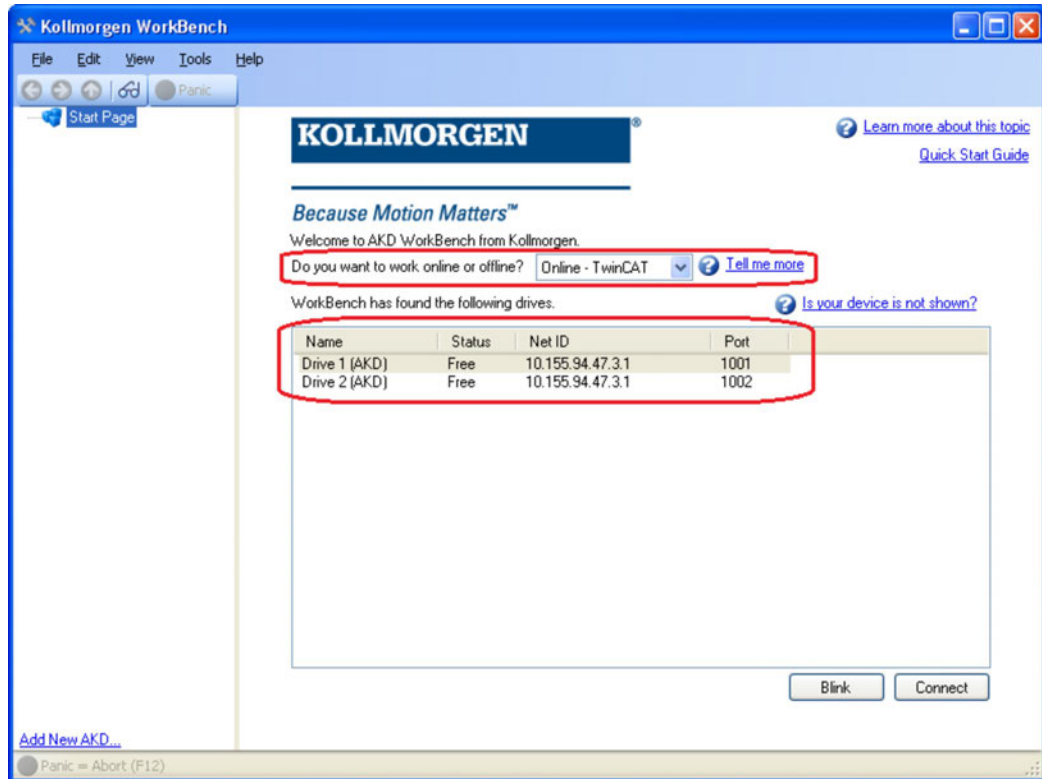 Kollmorgen WorkBench
File Edit View Tools Help
Panic
Start Page
KOLLMORGEN®
Learn more about this topic
Quick Start Guide
Because Motion Matters™
Welcome to AKD WorkBench from Kollmorgen.
Do you want to work online or offline? Online - TwinCAT Tell me more
WorkBench has found the following drives. Is your device is not shown?
Name Status Net ID Port
Drive 1 (AKD) Free 10.155.94.47.3.1 1001
Drive 2 (AKD) Free 10.155.94.47.3.1 1002
Blink Connect
Add New AKD...
Panic = Abort (F12)